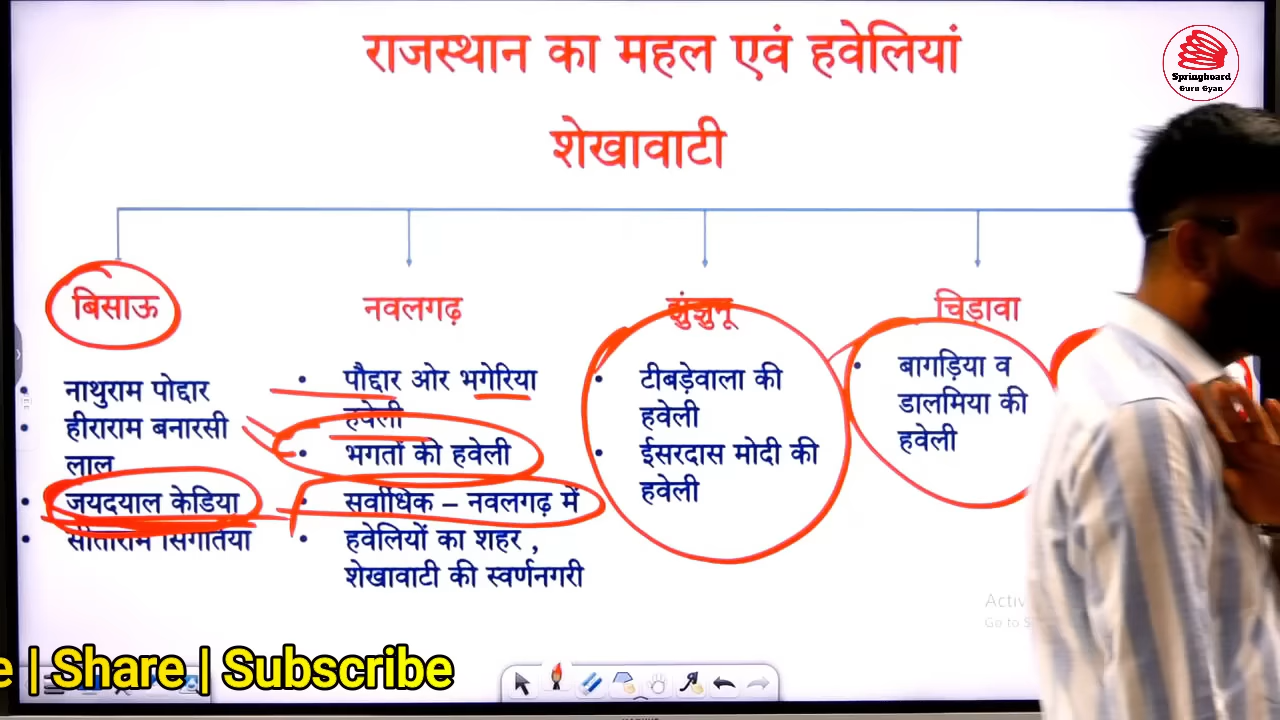 राजस्थान का महल एवं हवेलियां
Springboard
Guru Gyan
शेखावाटी
बिसाऊ
नाथुराम पोद्दार
हीराराम बनारसी
लाल
जयदयाल केडिया
सीताराम सिगतिया
नवलगढ़
पौद्दार ओर भगेरिया
हवेली
भगतों की हवेली
सर्वाधिक – नवलगढ़ में
हवेलियों का शहर ,
शेखावाटी की स्वर्णनगरी
झुंझुनू
टीबड़ेवाला की
हवेली
ईसरदास मोदी की
हवेली
चिड़ावा
बागड़िया व
डालमिया की
हवेली
| Share | Subscribe